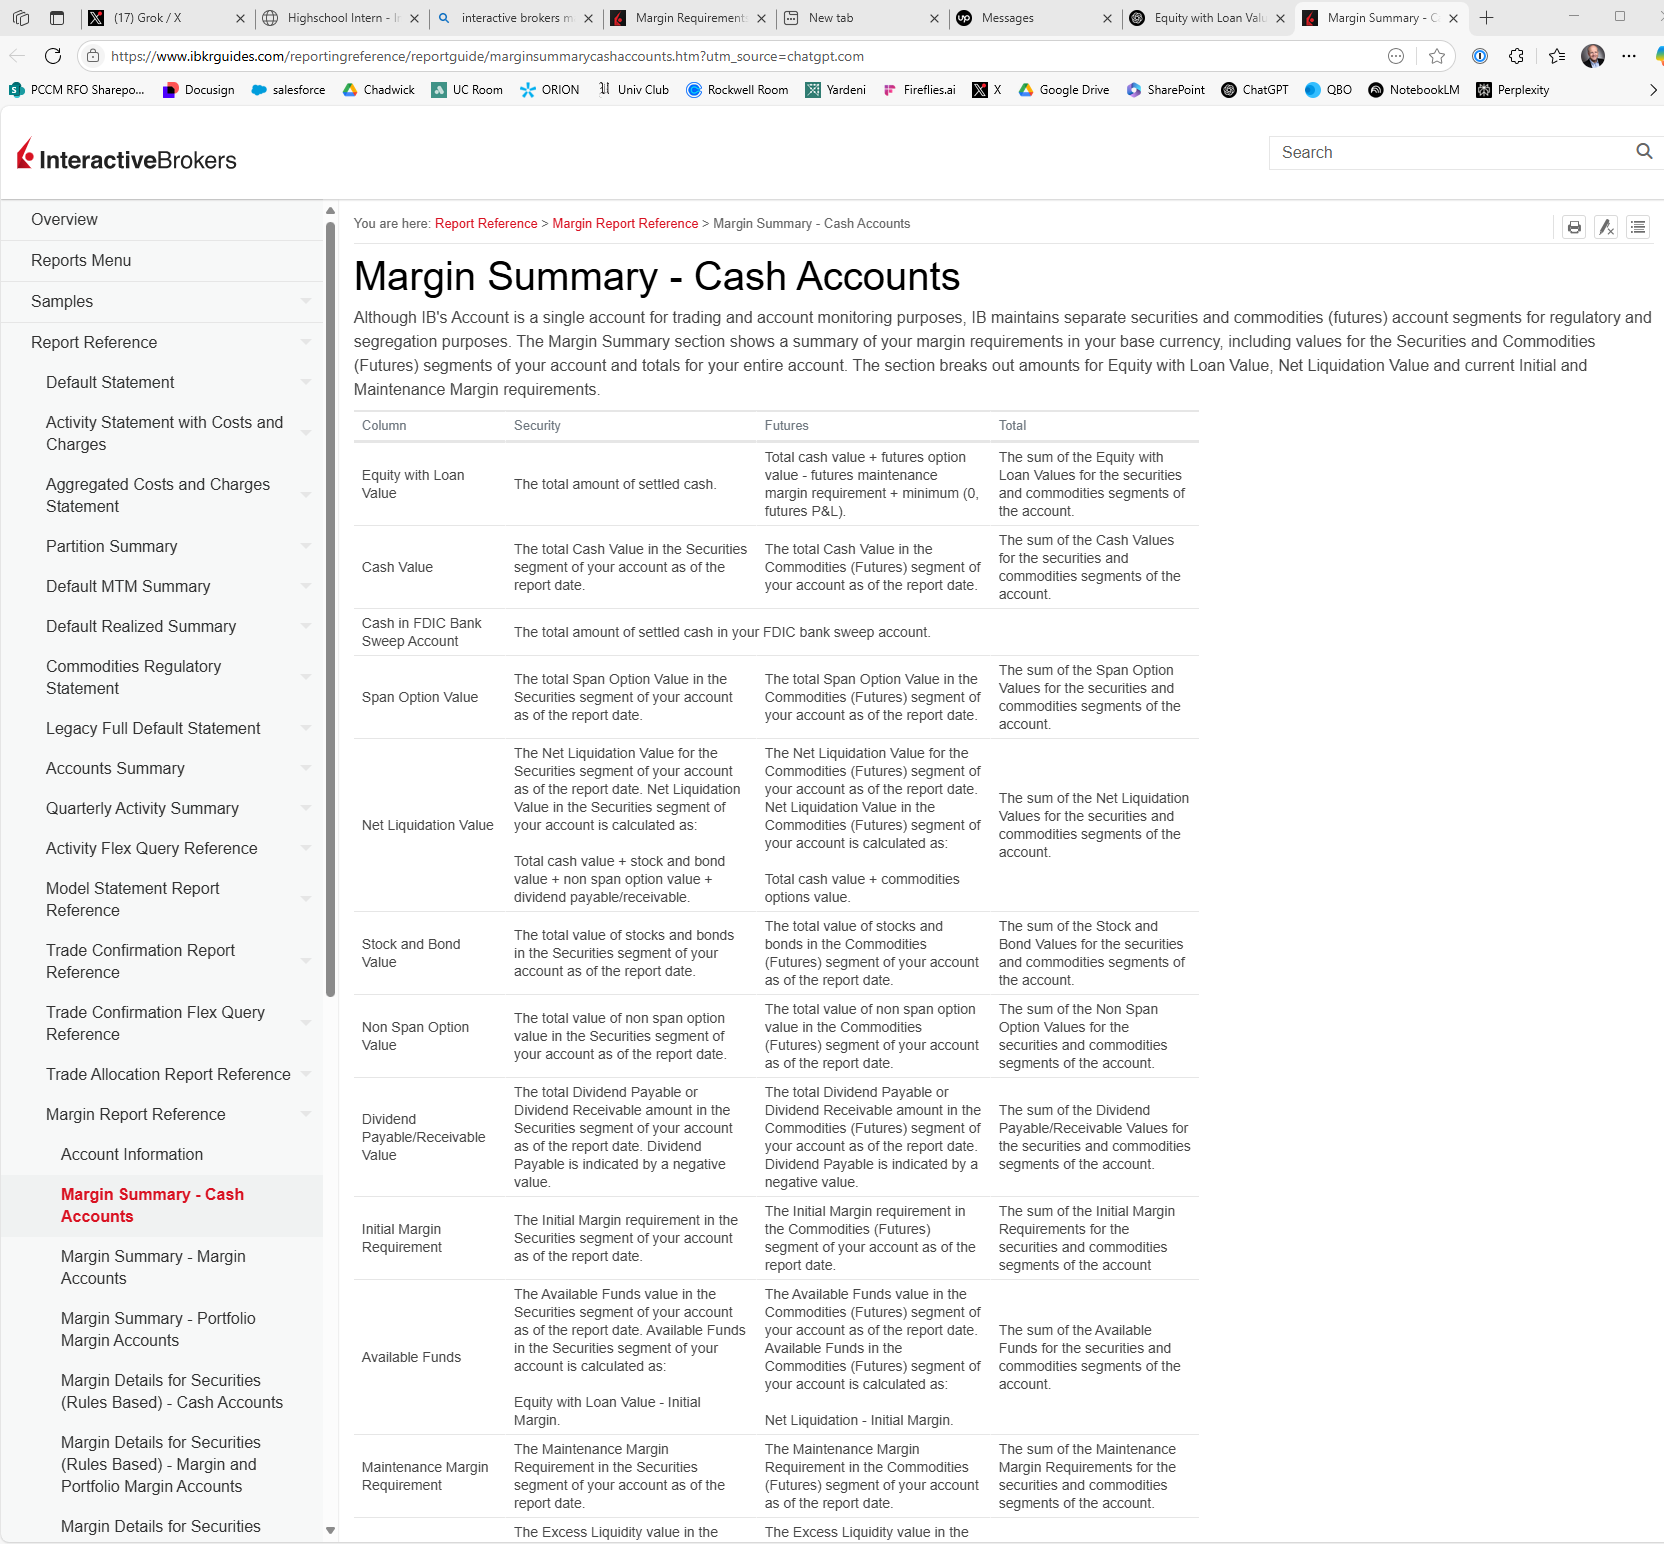 (17) Grok / X
Highschool Intern - In
interactive brokers m
Margin Requirements
New tab
Messages
Equity with Loan Valu
Margin Summary - C
https://www.ibkrguides.com/reportingreference/reportguide/marginsummarycashaccounts.htm?utm_source=chatgpt.com
PCCM RFO Sharepo...
Docusign
salesforce
Chadwick
UC Room
ORION
Univ Club
Rockwell Room
Yardeni
Fireflies.ai
X
Google Drive
SharePoint
ChatGPT
QBO
NotebookLM
Perplexity
InteractiveBrokers
Search
Overview
Reports Menu
Samples
Report Reference
Default Statement
Activity Statement with Costs and
Charges
Aggregated Costs and Charges
Statement
Partition Summary
Default MTM Summary
Default Realized Summary
Commodities Regulatory
Statement
Legacy Full Default Statement
Accounts Summary
Quarterly Activity Summary
Activity Flex Query Reference
Model Statement Report
Reference
Trade Confirmation Report
Reference
Trade Confirmation Flex Query
Reference
Trade Allocation Report Reference
Margin Report Reference
Account Information
Margin Summary - Cash
Accounts
Margin Summary - Margin
Accounts
Margin Summary - Portfolio
Margin Accounts
Margin Details for Securities
(Rules Based) - Cash Accounts
Margin Details for Securities
(Rules Based) - Margin and
Portfolio Margin Accounts
Margin Details for Securities
You are here: Report Reference > Margin Report Reference > Margin Summary - Cash Accounts
Margin Summary - Cash Accounts
Although IB's Account is a single account for trading and account monitoring purposes, IB maintains separate securities and commodities (futures) account segments for regulatory and
segregation purposes. The Margin Summary section shows a summary of your margin requirements in your base currency, including values for the Securities and Commodities
(Futures) segments of your account and totals for your entire account. The section breaks out amounts for Equity with Loan Value, Net Liquidation Value and current Initial and
Maintenance Margin requirements.
Column
Security
Futures
Total
Equity with Loan
Value
The total amount of settled cash.
Total cash value + futures option
value - futures maintenance
margin requirement + minimum (0,
futures P&L).
The sum of the Equity with
Loan Values for the securities
and commodities segments of
the account.
Cash Value
The total Cash Value in the Securities
segment of your account as of the
report date.
The total Cash Value in the
Commodities (Futures) segment of
your account as of the report date.
The sum of the Cash Values
for the securities and
commodities segments of the
account.
Cash in FDIC Bank
Sweep Account
The total amount of settled cash in your FDIC bank sweep account.
Span Option Value
The total Span Option Value in the
Securities segment of your account
as of the report date.
The total Span Option Value in the
Commodities (Futures) segment of
your account as of the report date.
The sum of the Span Option
Values for the securities and
commodities segments of the
account.
Net Liquidation Value
The Net Liquidation Value for the
Securities segment of your account
as of the report date. Net Liquidation
Value in the Securities segment of
your account is calculated as:
Total cash value + stock and bond
value + non span option value +
dividend payable/receivable.
The Net Liquidation Value for the
Commodities (Futures) segment of
your account as of the report date.
Net Liquidation Value in the
Commodities (Futures) segment of
your account is calculated as:
Total cash value + commodities
options value.
The sum of the Net Liquidation
Values for the securities and
commodities segments of the
account.
Stock and Bond
Value
The total value of stocks and bonds
in the Securities segment of your
account as of the report date.
The total value of stocks and
bonds in the Commodities
(Futures) segment of your account
as of the report date.
The sum of the Stock and
Bond Values for the securities
and commodities segments of
the account.
Non Span Option
Value
The total value of non span option
value in the Securities segment of
your account as of the report date.
The total value of non span option
value in the Commodities
(Futures) segment of your account
as of the report date.
The sum of the Non Span
Option Values for the
securities and commodities
segments of the account.
Dividend
Payable/Receivable
Value
The total Dividend Payable or
Dividend Receivable amount in the
Securities segment of your account
as of the report date. Dividend
Payable is indicated by a negative
value.
The total Dividend Payable or
Dividend Receivable amount in the
Commodities (Futures) segment of
your account as of the report date.
Dividend Payable is indicated by a
negative value.
The sum of the Dividend
Payable/Receivable Values for
the securities and commodities
segments of the account.
Initial Margin
Requirement
The Initial Margin requirement in the
Securities segment of your account
as of the report date.
The Initial Margin requirement in
the Commodities (Futures)
segment of your account as of the
report date.
The sum of the Initial Margin
Requirements for the
securities and commodities
segments of the account
Available Funds
The Available Funds value in the
Securities segment of your account
as of the report date. Available Funds
in the Securities segment of your
account is calculated as:
Equity with Loan Value - Initial
Margin.
The Available Funds value in the
Commodities (Futures) segment of
your account as of the report date.
Available Funds in the
Commodities (Futures) segment of
your account is calculated as:
Net Liquidation - Initial Margin.
The sum of the Available
Funds for the securities and
commodities segments of the
account.
Maintenance Margin
Requirement
The Maintenance Margin
Requirement in the Securities
segment of your account as of the
report date.
The Maintenance Margin
Requirement in the Commodities
(Futures) segment of your account
as of the report date.
The sum of the Maintenance
Margin Requirements for the
securities and commodities
segments of the account.
The Excess Liquidity value in the
The Excess Liquidity value in the